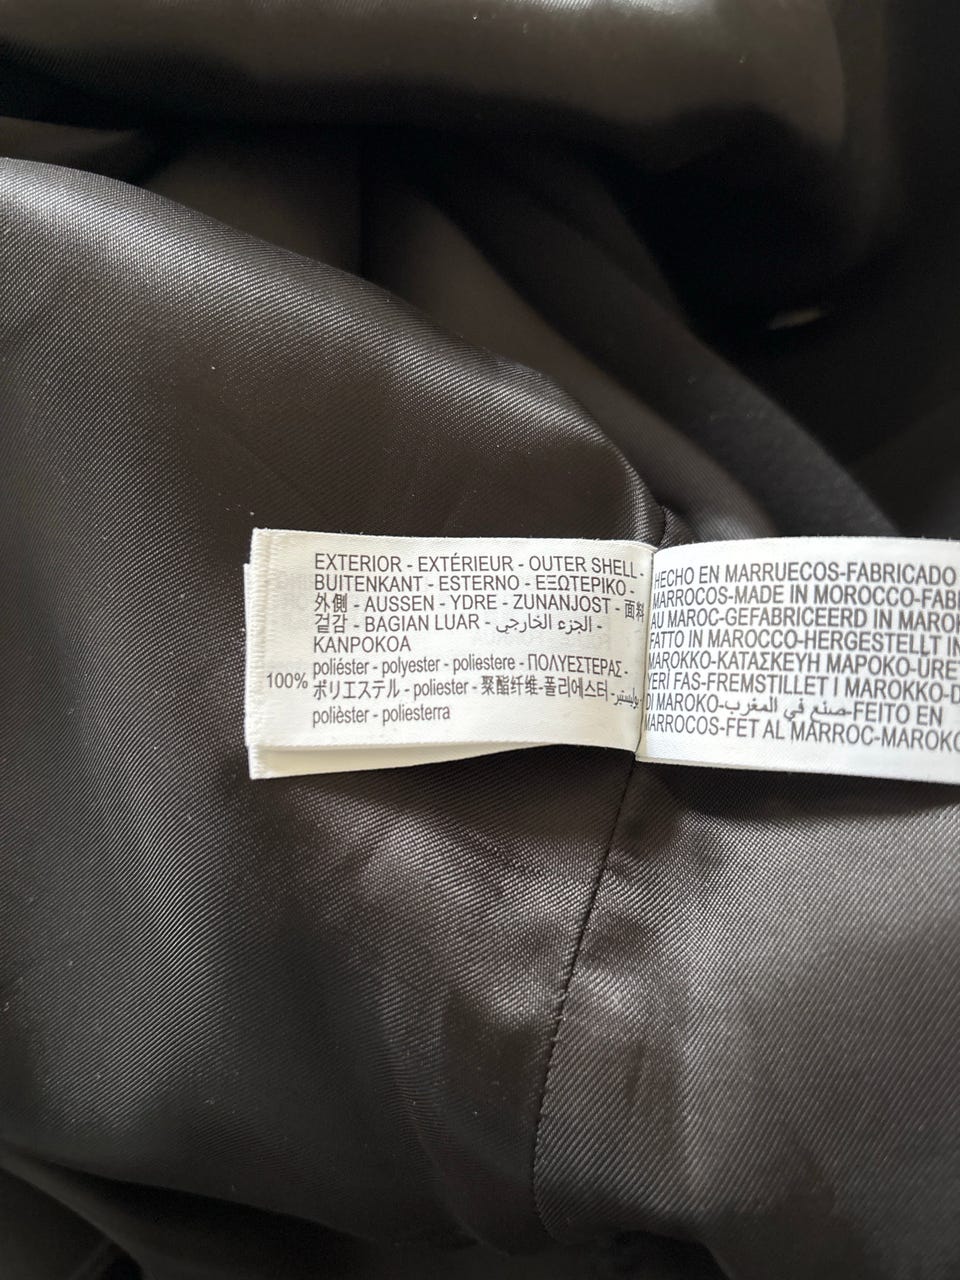 EXTERIOR - EXTÉRIEUR - OUTER SHELL -
BUITENKANT - ESTERNO - ΕΞΩΤΕΡΙΚΟ -
外側 - AUSSEN - YDRE - ZUNANJOST - 面料
겉감 - BAGIAN LUAR - الجزء الخارجي -
KANPOKOA
poliéster - polyester - poliestere - ΠΟΛΥΕΣΤΕΡΑΣ -
100% ポリエステル - poliester - 聚酯纤维-폴리에스터 - بوليستير -
polièster - poliesterra
HECHO EN MARRUECOS-FABRICADO
MARROCOS-MADE IN MOROCCO-FABR
AU MAROC-GEFABRICEERD IN MAROK
FATTO IN MAROCCO-HERGESTELLT IN
MAROKKO-ΚΑΤΑΣΚΕΥΗ ΜΑΡΟΚΟ-ÜRET
YERİ FAS-FREMSTILLET I MAROKKO-D
DI MAROKO-صنع في المغرب-FEITO EN
MARROCOS-FET AL MARROC-MAROKO